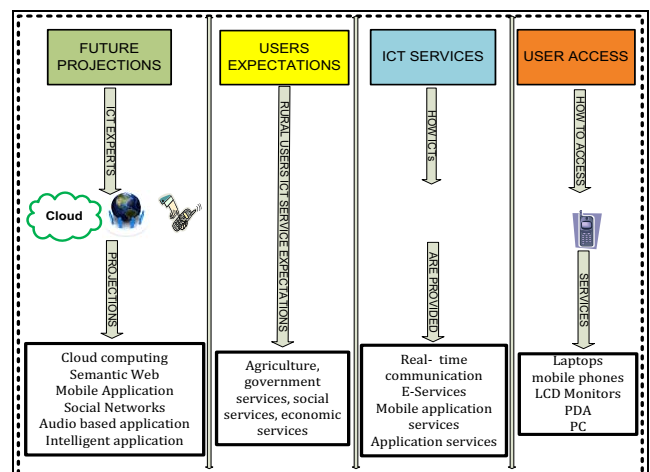 FUTURE
PROJECTIONS
ICT EXPERTS
Cloud
PROJECTIONS
Cloud computing
Semantic Web
Mobile Application
Social Networks
Audio based application
Intelligent application
USERS
EXPECTATIONS
RURAL USERS ICT SERVICE EXPECTATIONS
Agriculture,
government
services, social
services, economic
services
ICT SERVICES
HOW ICTs
ARE PROVIDED
Real- time
communication
E-Services
Mobile application
services
Application services
USER ACCESS
HOW TO ACCESS
SERVICES
Laptops
mobile phones
LCD Monitors
PDA
PC